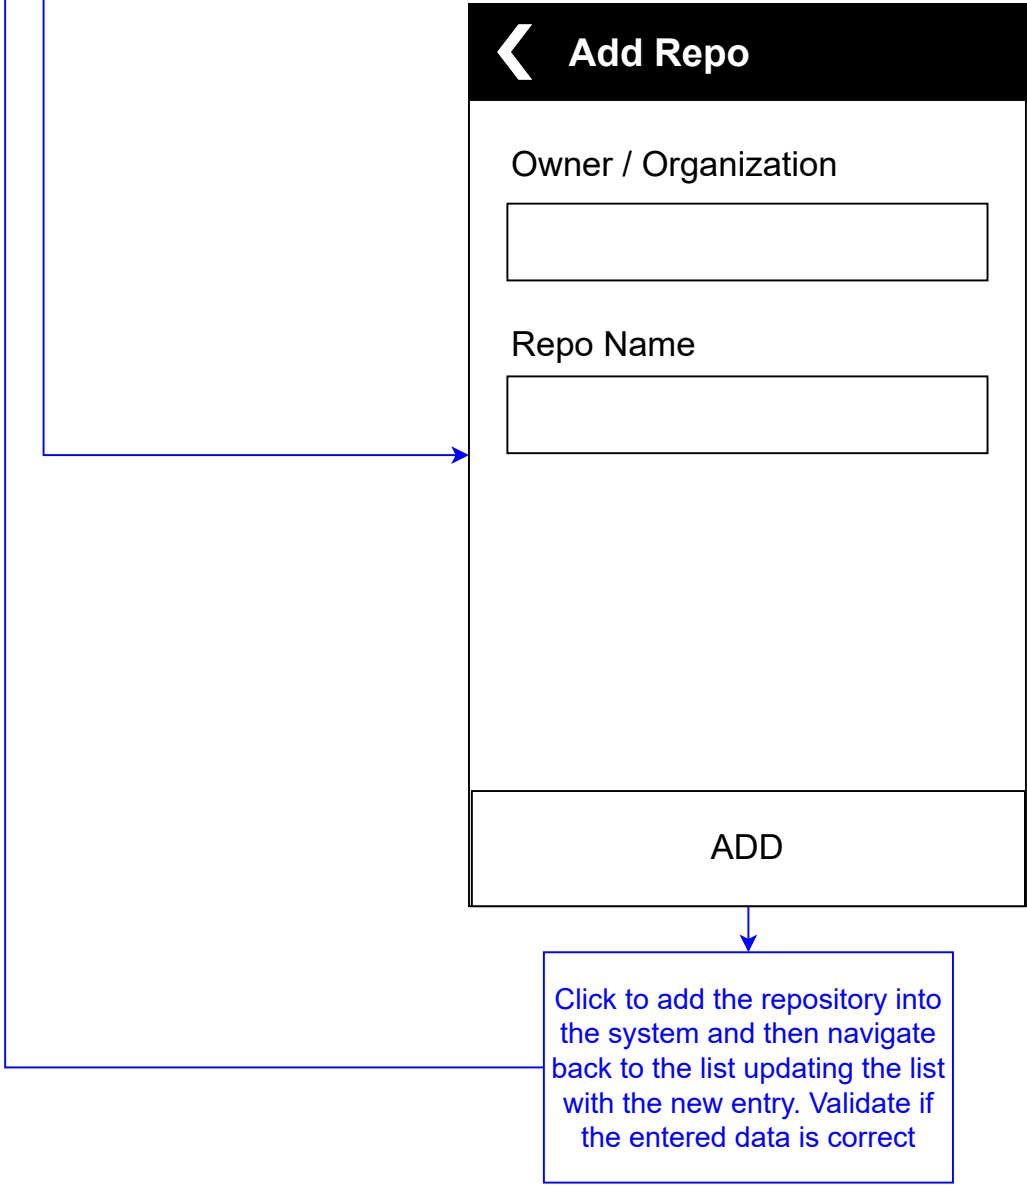 Add Repo
Owner / Organization
Repo Name
ADD
Click to add the repository into
the system and then navigate
back to the list updating the list
with the new entry. Validate if
the entered data is correct